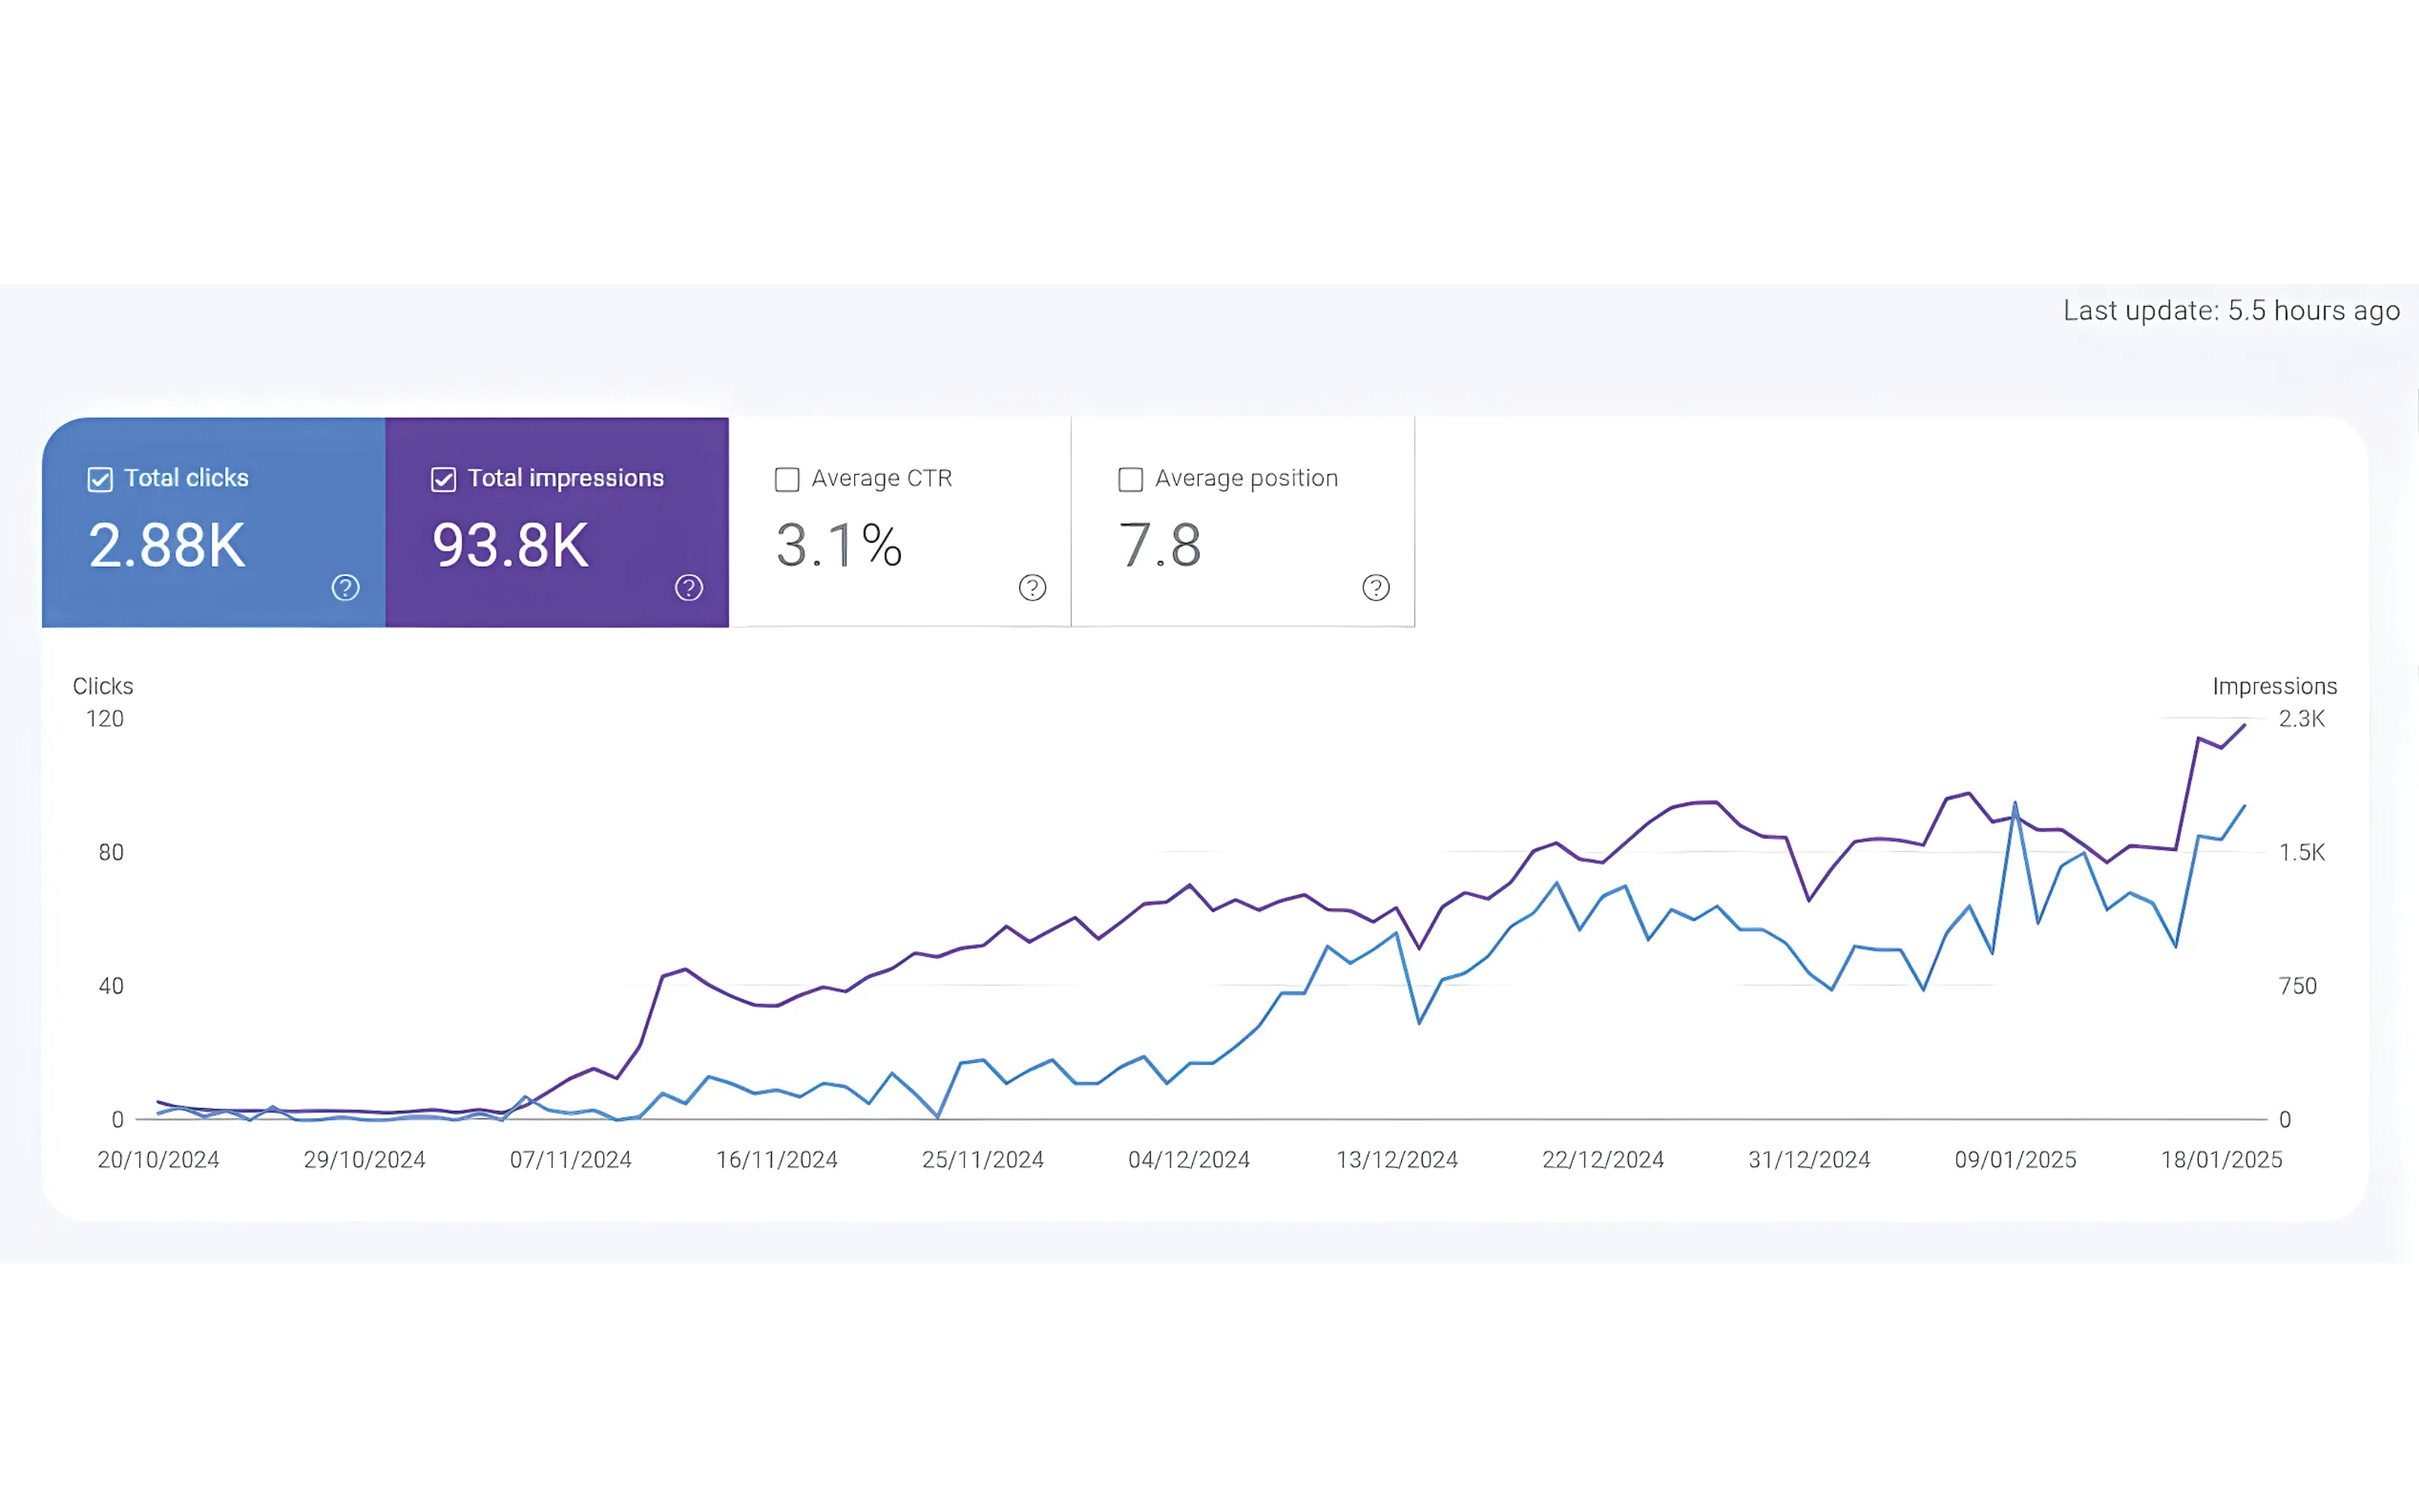 Last update: 5.5 hours ago
Total clicks
2.88K
Total impressions
93.8K
Average CTR
3.1%
Average position
7.8
Clicks
Impressions
120
2.3K
80
1.5K
40
750
0
0
20/10/2024 29/10/2024 07/11/2024 16/11/2024 25/11/2024 04/12/2024 13/12/2024 22/12/2024 31/12/2024 09/01/2025 18/01/2025